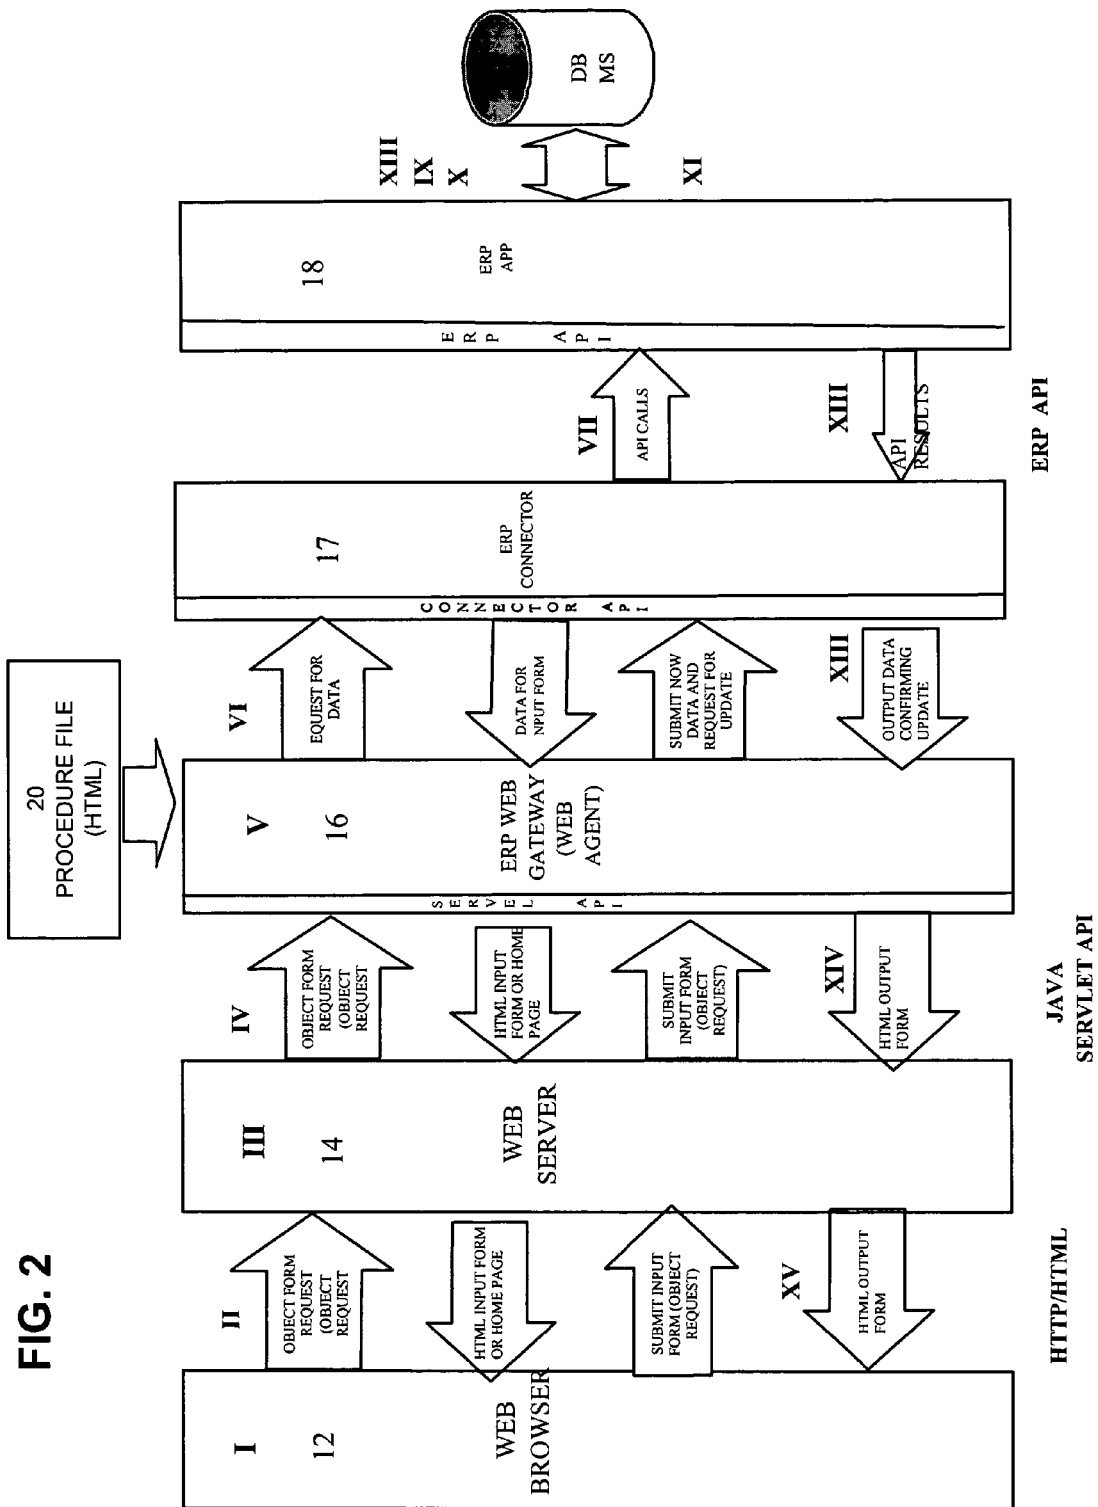 FIG. 2
20
PROCEDURE FILE
(HTML)
I
12
WEB
BROWSER
II
OBJECT FORM
REQUEST
(OBJECT
REQUEST
HTML INPUT FORM
OR HOME PAGE
SUBMIT INPUT
FORM (OBJECT
REQUEST)
XV
HTML OUTPUT
FORM
HTTP/HTML
III
14
WEB
SERVER
IV
OBJECT FORM
REQUEST
(OBJECT
REQUEST
HTML INPUT
FORM OR HOME
PAGE
SUBMIT
INPUT FORM
(OBJECT
REQUEST)
XIV
HTML OUTPUT
FORM
JAVA
SERVLET API
SERVEL API
V
16
ERP WEB
GATEWAY
(WEB
AGENT)
VI
EQUEST FOR
DATA
DATA FOR
NPUT FORM
SUBMIT NOW
DATA AND
REQUEST FOR
UPDATE
XIII
OUTPUT DATA
CONFIRMING
UPDATE
CONNECTOR API
17
ERP
CONNECTOR
VII
API CALLS
XIII
API
RESULTS
ERP API
ERP API
18
ERP
APP
XIII
IX
X
XI
DB
MS